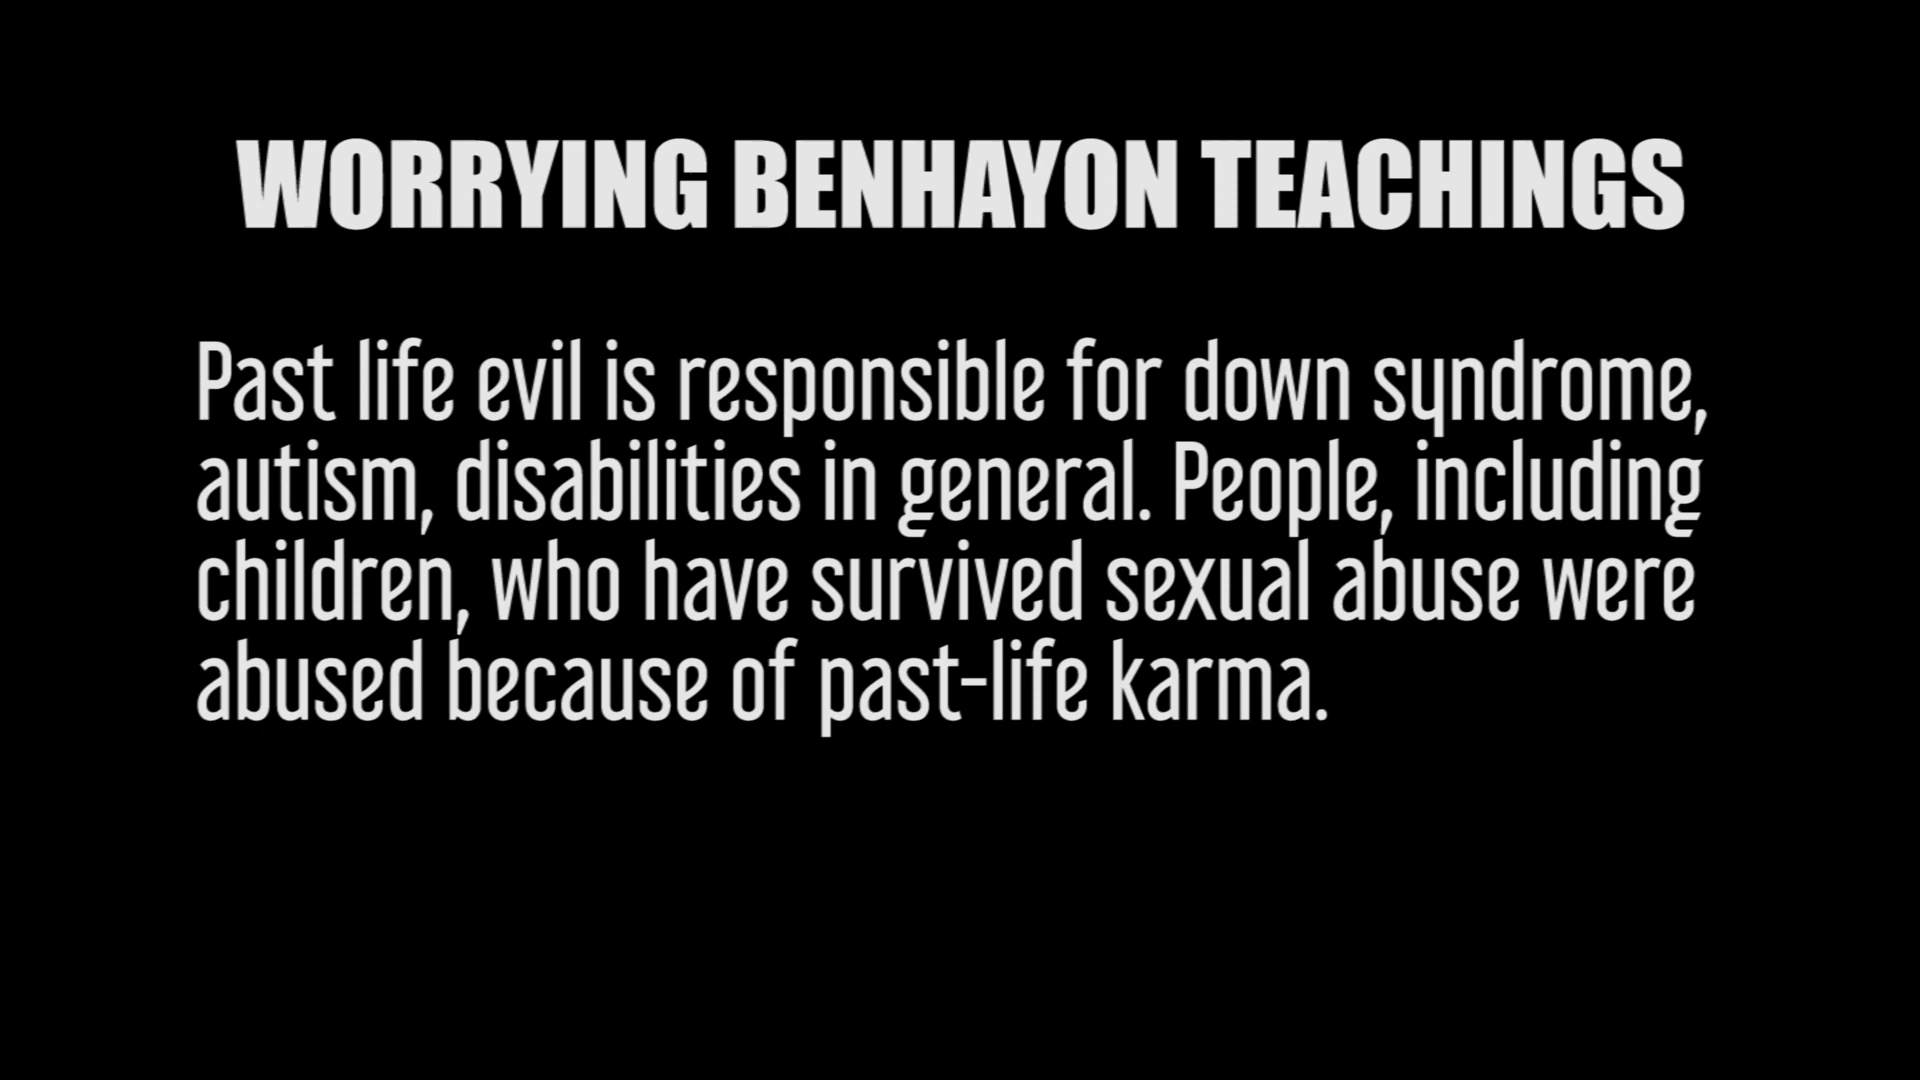 WORRYING BENHAYON TEACHINGS
Past life evil is responsible for down syndrome,
autism, disabilities in general. People, including
children, who have survived sexual abuse were
abused because of past-life karma.